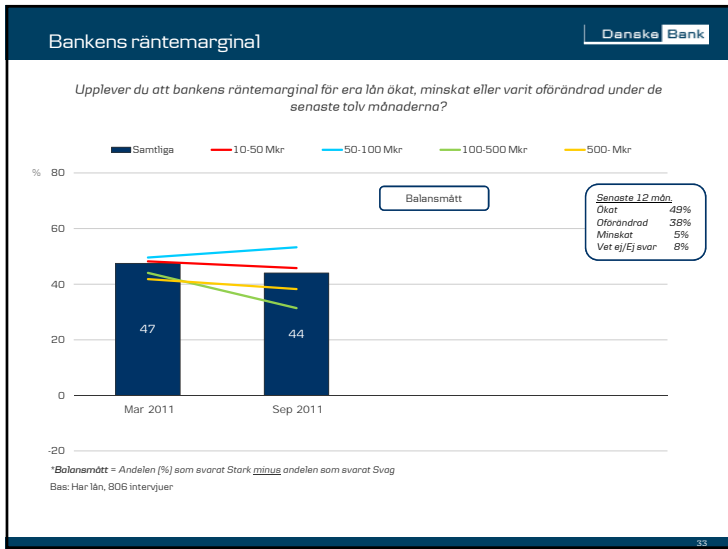 Bankens räntemarginal
Danske Bank
Upplever du att bankens räntemarginal för era lån ökat, minskat eller varit oförändrad under de
senaste tolv månaderna?
Samtliga 10-50 Mkr 50-100 Mkr 100-500 Mkr 500- Mkr
% 80
Balansmått
Senaste 12 mån.
Ökat 49%
Oförändrad 38%
Minskat 5%
Vet ej/Ej svar 8%
60
40
20
47
44
0
Mar 2011 Sep 2011
-20
*Balansmått = Andelen (%) som svarat Stark minus andelen som svarat Svag
Bas: Har lån, 806 intervjuer
33